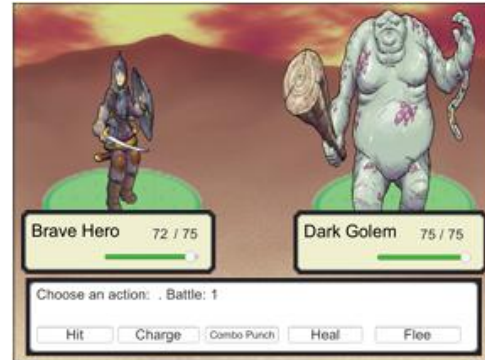 Brave Hero 72 / 75
Dark Golem 75 / 75
Choose an action: . Battle: 1
Hit Charge Combo Punch Heal Flee